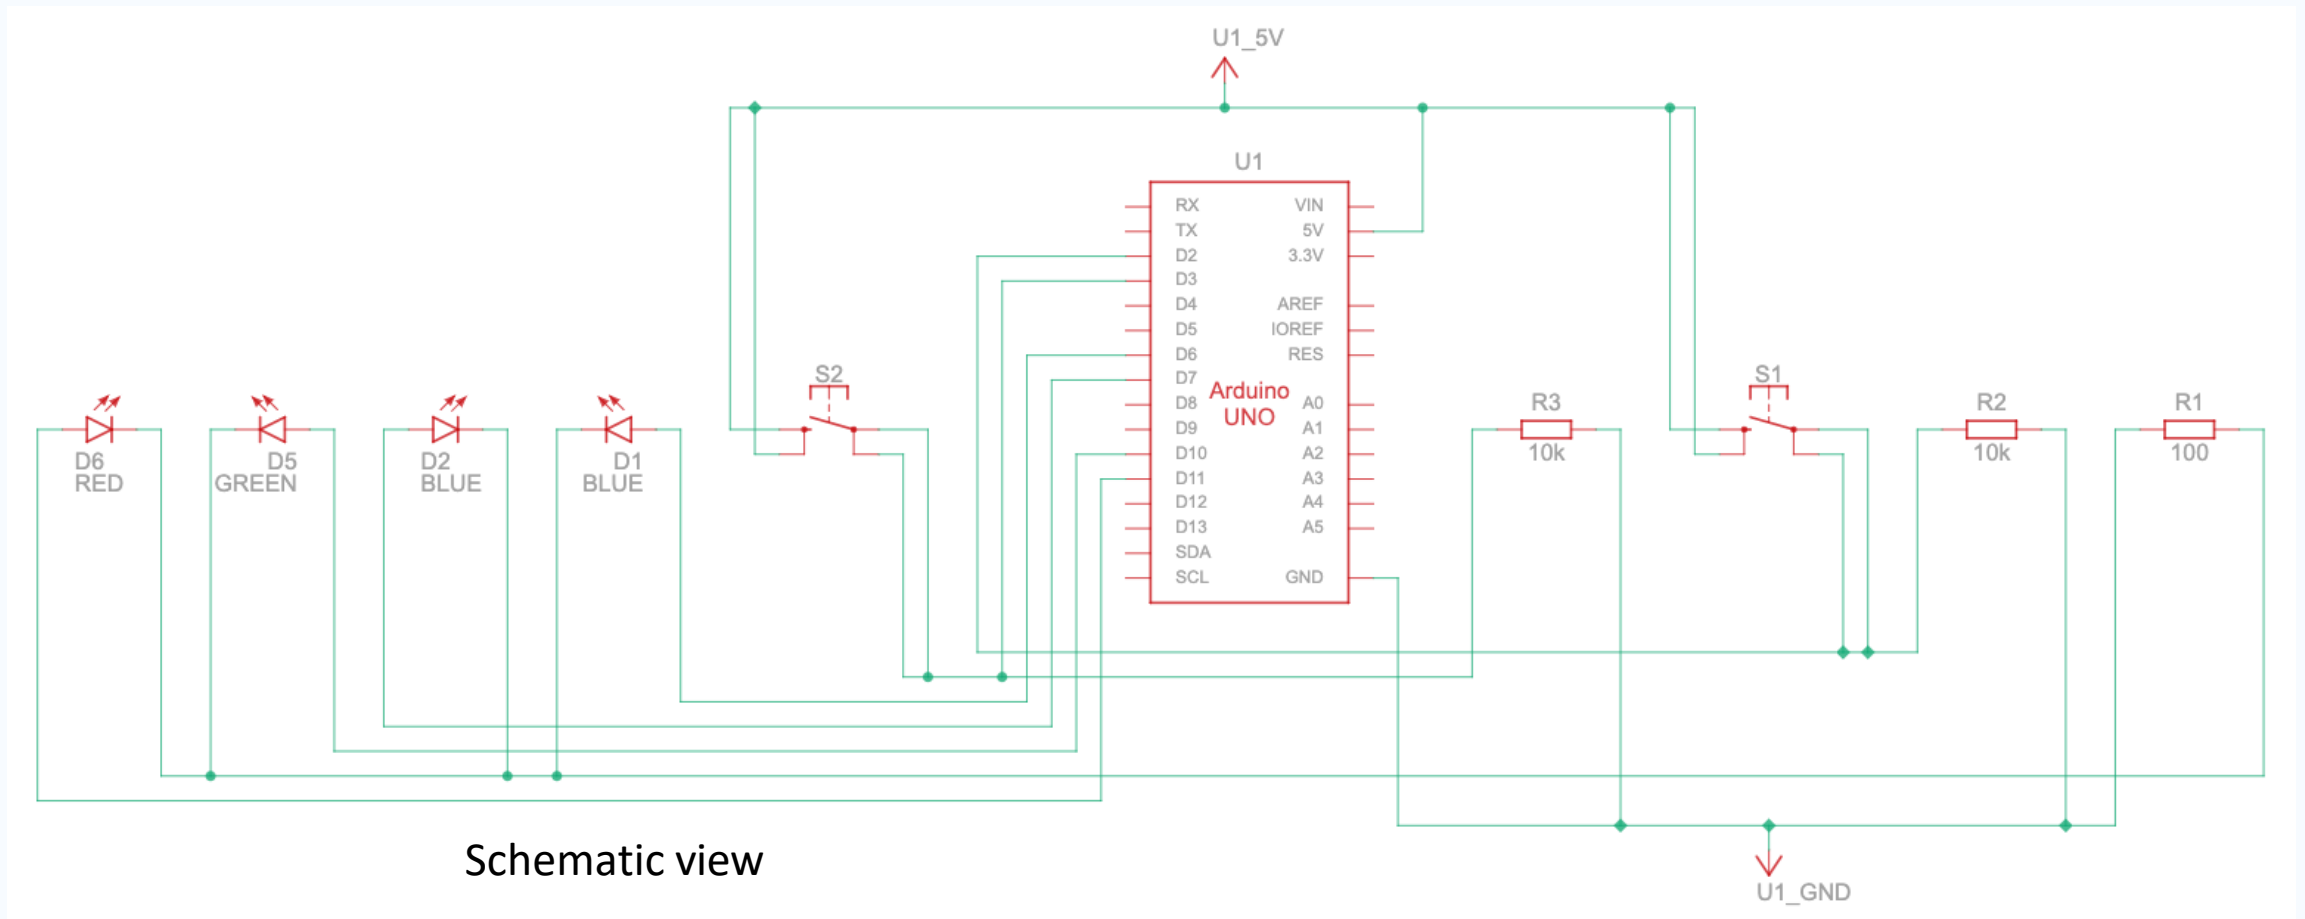 U1_5V
U1
RX
VIN
TX
5V
D2
3.3V
D3
D4
AREF
D5
IOREF
D6
RES
D7
Arduino
UNO
D8
A0
D9
A1
D10
A2
D11
A3
D12
A4
D13
A5
SDA
SCL
GND
D6
RED
D5
GREEN
D2
BLUE
D1
BLUE
S2
R3
10k
S1
R2
10k
R1
100
Schematic view
U1_GND